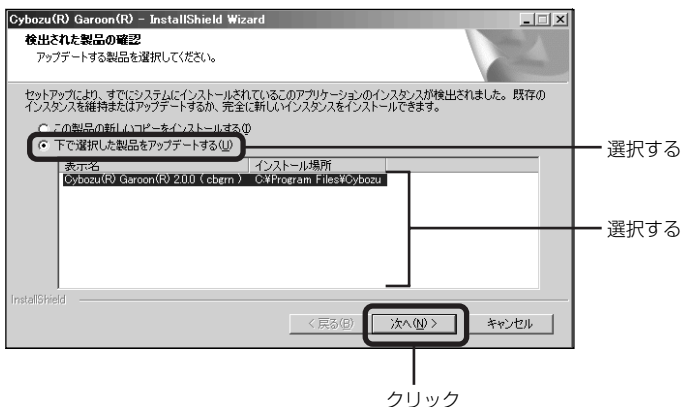 Cybozu(R) Garoon(R) - InstallShield Wizard
検出された製品の確認
アップデートする製品を選択してください。
セットアップにより、すでにシステムにインストールされているこのアプリケーションのインスタンスが検出されました。既存の
インスタンスを維持またはアップデートするか、完全に新しいインスタンスをインストールできます。
この製品の新しいコピーをインストールする(I)
下で選択した製品をアップデートする(U)
選択する
表示名 インストール場所
Cybozu(R) Garoon(R) 2.0.0 ( cbgrn ) C:¥Program Files¥Cybozu
選択する
InstallShield
< 戻る(B) 次へ(N) > キャンセル
クリック